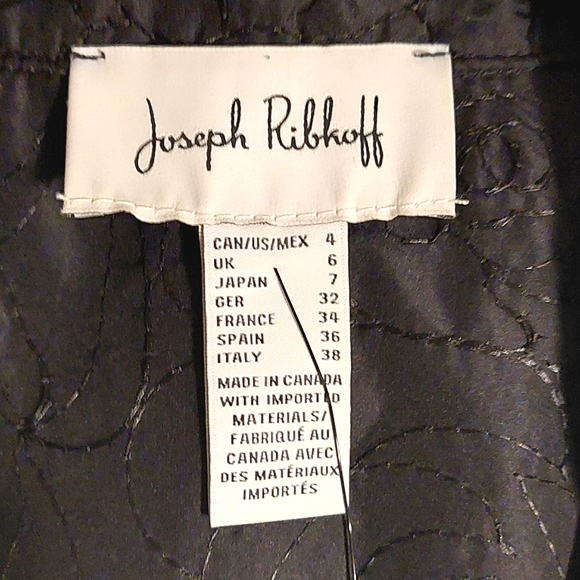 Joseph Ribkoff
CAN/US/MEX 4
UK 6
JAPAN 7
GER 32
FRANCE 34
SPAIN 36
ITALY 38
MADE IN CANADA
WITH IMPORTED
MATERIALS/
FABRIQUÉ AU
CANADA AVEC
DES MATÉRIAUX
IMPORTÉS